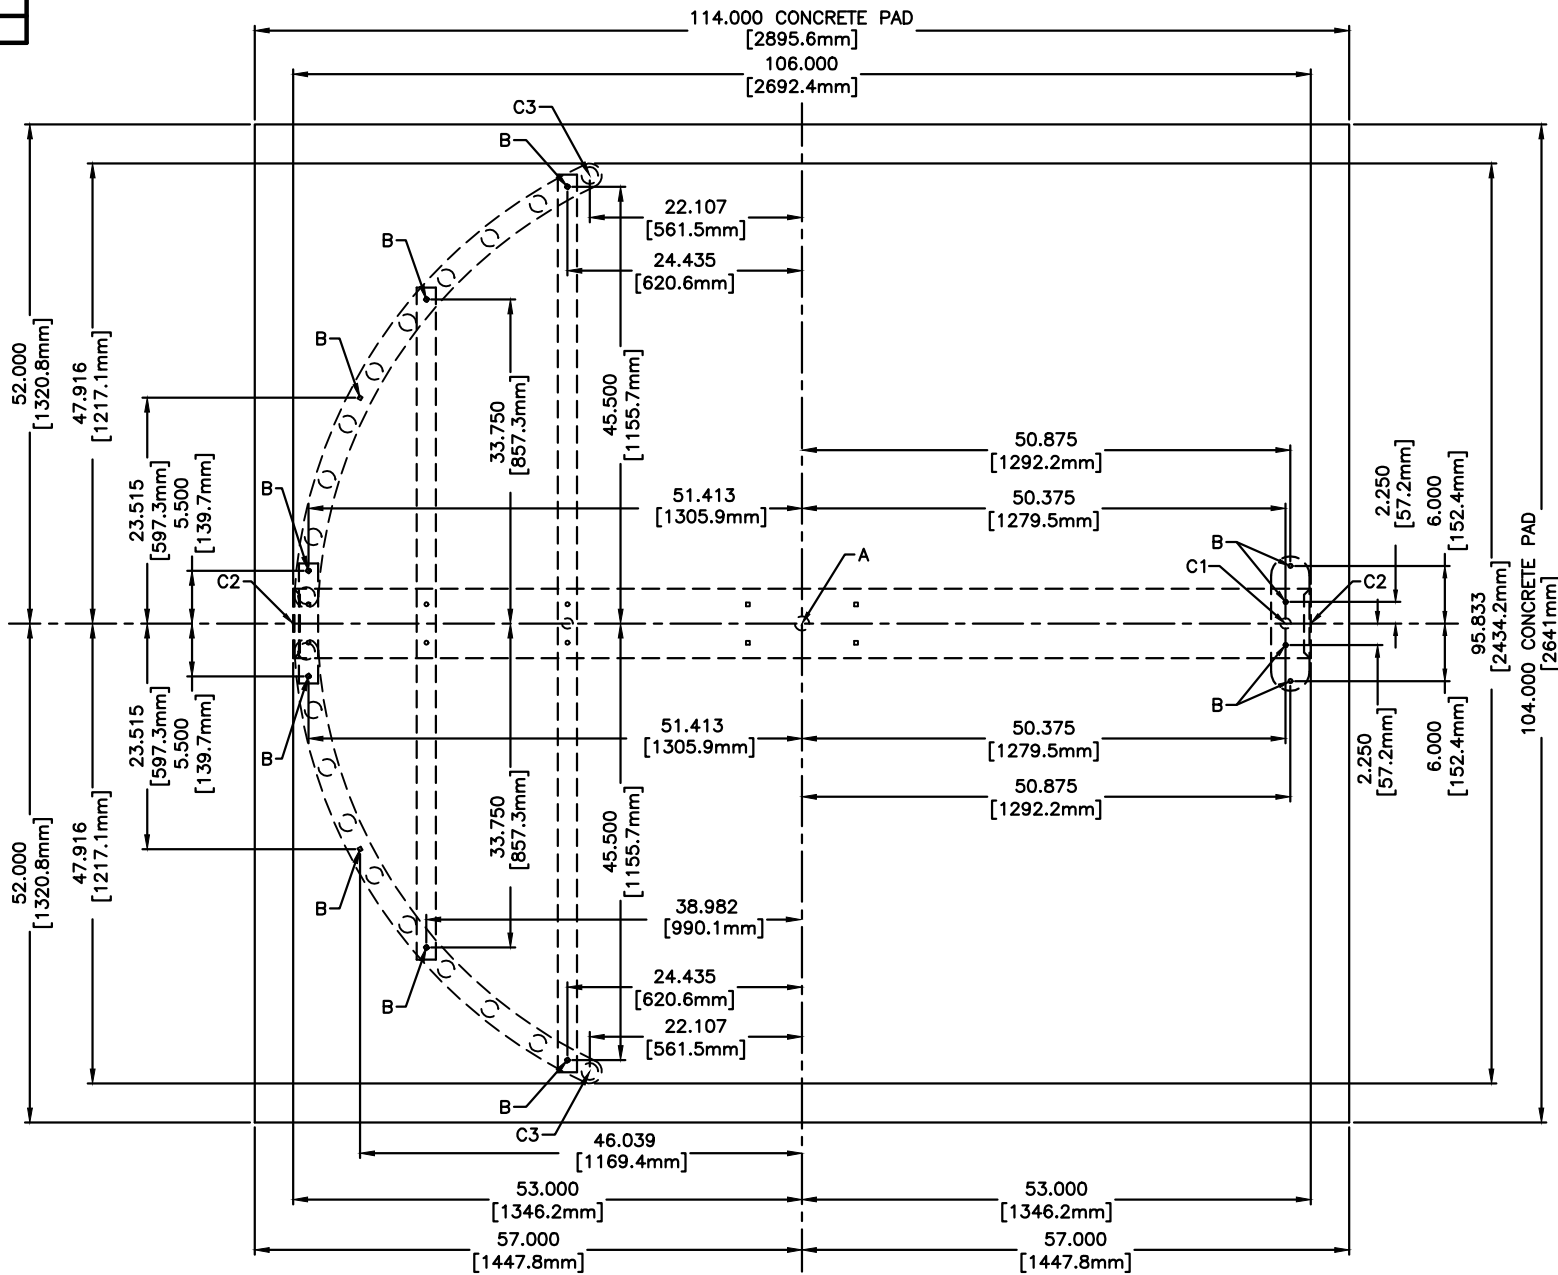 114.000 CONCRETE PAD
[2895.6mm]
106.000
[2692.4mm]
C3
B
22.107
[561.5mm]
24.435
[620.6mm]
B
B
B
52.000
[1320.8mm]
47.916
[1217.1mm]
23.515
[597.3mm]
5.500
[139.7mm]
33.750
[857.3mm]
45.500
[1155.7mm]
50.875
[1292.2mm]
51.413
[1305.9mm]
50.375
[1279.5mm]
2.250
[57.2mm]
6.000
[152.4mm]
C2
A
B
C1
C2
B
95.833
[2434.2mm]
104.000 CONCRETE PAD
[2641mm]
B
23.515
[597.3mm]
5.500
[139.7mm]
52.000
[1320.8mm]
47.916
[1217.1mm]
51.413
[1305.9mm]
50.375
[1279.5mm]
50.875
[1292.2mm]
2.250
[57.2mm]
6.000
[152.4mm]
33.750
[857.3mm]
45.500
[1155.7mm]
B
38.982
[990.1mm]
B
24.435
[620.6mm]
22.107
[561.5mm]
B
C3
46.039
[1169.4mm]
53.000
[1346.2mm]
53.000
[1346.2mm]
57.000
[1447.8mm]
57.000
[1447.8mm]